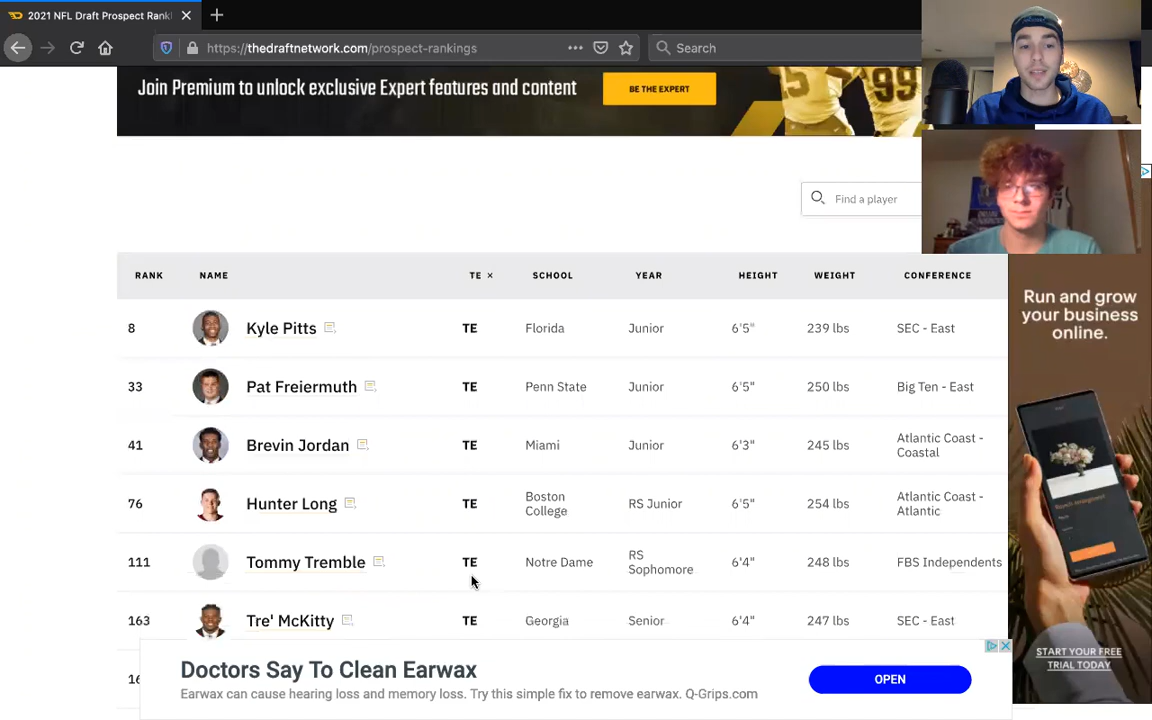 2021 NFL Draft Prospect Rank
https://thedraftnetwork.com/prospect-rankings
Search
Join Premium to unlock exclusive Expert features and content
BE THE EXPERT
15
99
Find a player
RANK NAME TE × SCHOOL YEAR HEIGHT WEIGHT CONFERENCE
8 Kyle Pitts TE Florida Junior 6'5" 239 lbs SEC - East
33 Pat Freiermuth TE Penn State Junior 6'5" 250 lbs Big Ten - East
41 Brevin Jordan TE Miami Junior 6'3" 245 lbs Atlantic Coast -
Coastal
76 Hunter Long TE Boston
College RS Junior 6'5" 254 lbs Atlantic Coast -
Atlantic
111 Tommy Tremble TE Notre Dame RS
Sophomore 6'4" 248 lbs FBS Independents
163 Tre' McKitty TE Georgia Senior 6'4" 247 lbs SEC - East
Run and grow
your business
online.
START YOUR FREE
TRIAL TODAY
Doctors Say To Clean Earwax
Earwax can cause hearing loss and memory loss. Try this simple fix to remove earwax. Q-Grips.com
OPEN